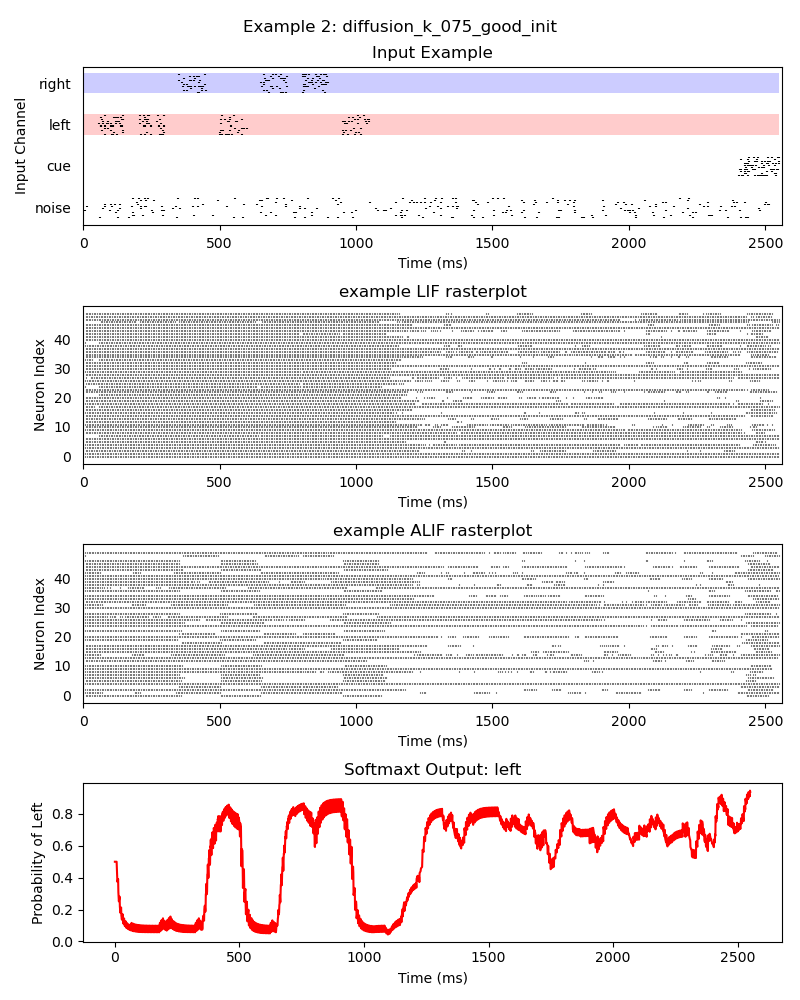 Example 2: diffusion_k_075_good_init
Input Example
right
left
cue
noise
Input Channel
0 500 1000 1500 2000 2500
Time (ms)
example LIF rasterplot
40
30
20
10
0
Neuron Index
0 500 1000 1500 2000 2500
Time (ms)
example ALIF rasterplot
40
30
20
10
0
Neuron Index
0 500 1000 1500 2000 2500
Time (ms)
Softmaxt Output: left
0.8
0.6
0.4
0.2
0.0
Probability of Left
0 500 1000 1500 2000 2500
Time (ms)